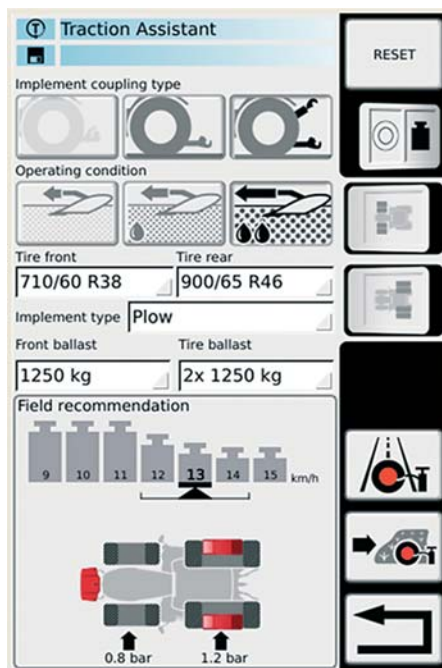 T Traction Assistant
RESET
Implement coupling type
Operating condition
Tire front Tire rear
710/60 R38 900/65 R46
Implement type Plow
Front ballast Tire ballast
1250 kg 2x 1250 kg
Field recommendation
9 10 11 12 13 14 15 km/h
0.8 bar 1.2 bar